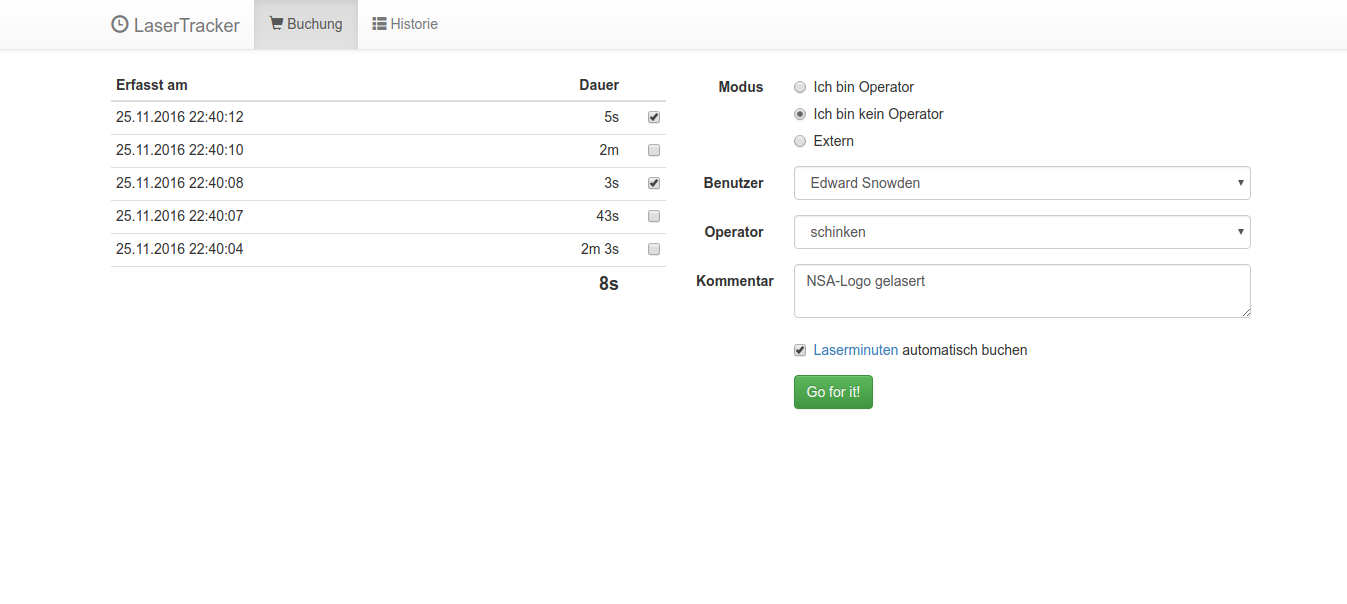 LaserTracker Buchung Historie
Erfasst am Dauer
25.11.2016 22:40:12 5s
25.11.2016 22:40:10 2m
25.11.2016 22:40:08 3s
25.11.2016 22:40:07 43s
25.11.2016 22:40:04 2m 3s
8s
Modus Ich bin Operator
Ich bin kein Operator
Extern
Benutzer Edward Snowden
Operator schinken
Kommentar NSA-Logo gelasert
Laserminuten automatisch buchen
Go for it!